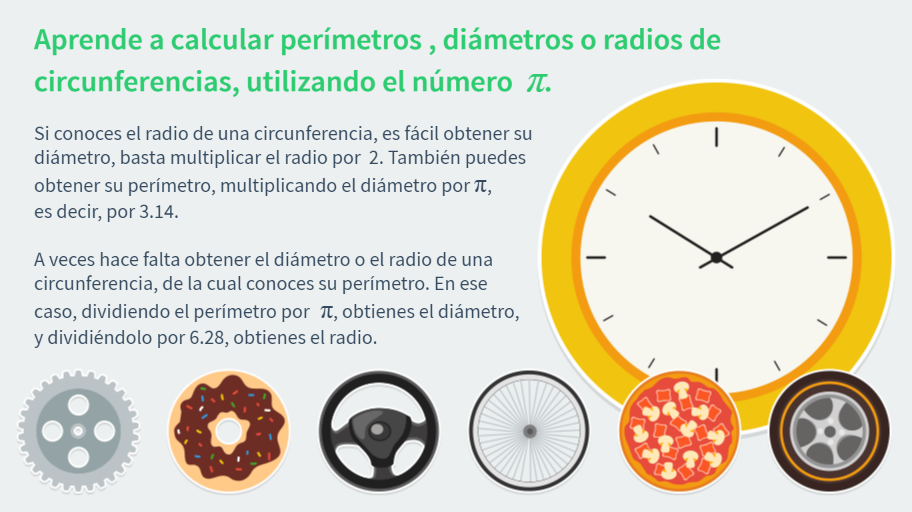 Aprende a calcular perímetros , diámetros o radios de
circunferencias, utilizando el número π.
Si conoces el radio de una circunferencia, es fácil obtener su
diámetro, basta multiplicar el radio por 2. También puedes
obtener su perímetro, multiplicando el diámetro por π,
es decir, por 3.14.
A veces hace falta obtener el diámetro o el radio de una
circunferencia, de la cual conoces su perímetro. En ese
caso, dividiendo el perímetro por π, obtienes el diámetro,
y dividiéndolo por 6.28, obtienes el radio.